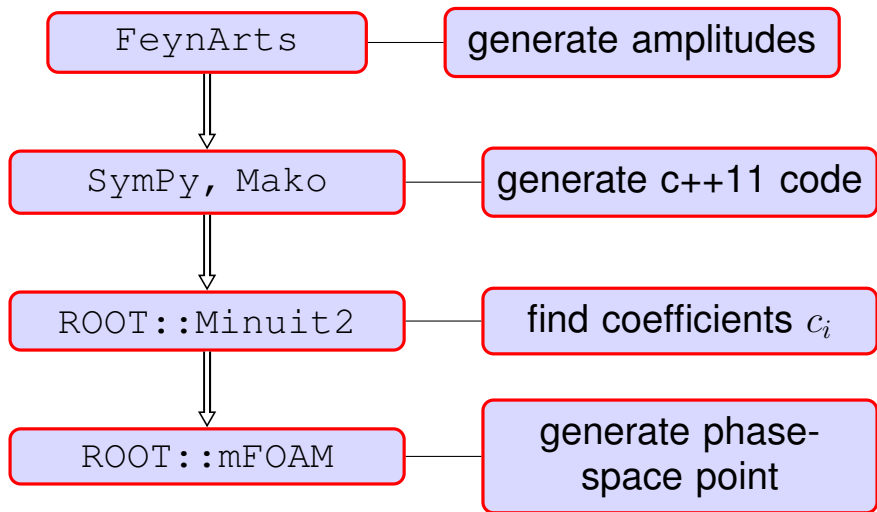 FeynArts
generate amplitudes
SymPy, Mako
generate c++11 code
ROOT::Minuit2
find coefficients c_i
ROOT::mFOAM
generate phase-
space point